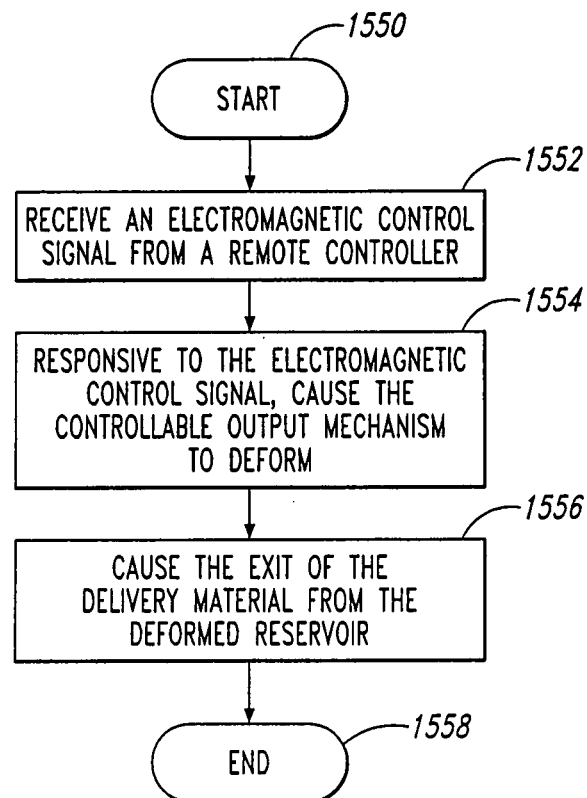 1550
START
1552
RECEIVE AN ELECTROMAGNETIC CONTROL
SIGNAL FROM A REMOTE CONTROLLER
1554
RESPONSIVE TO THE ELECTROMAGNETIC
CONTROL SIGNAL, CAUSE THE
CONTROLLABLE OUTPUT MECHANISM
TO DEFORM
1556
CAUSE THE EXIT OF THE
DELIVERY MATERIAL FROM THE
DEFORMED RESERVOIR
1558
END